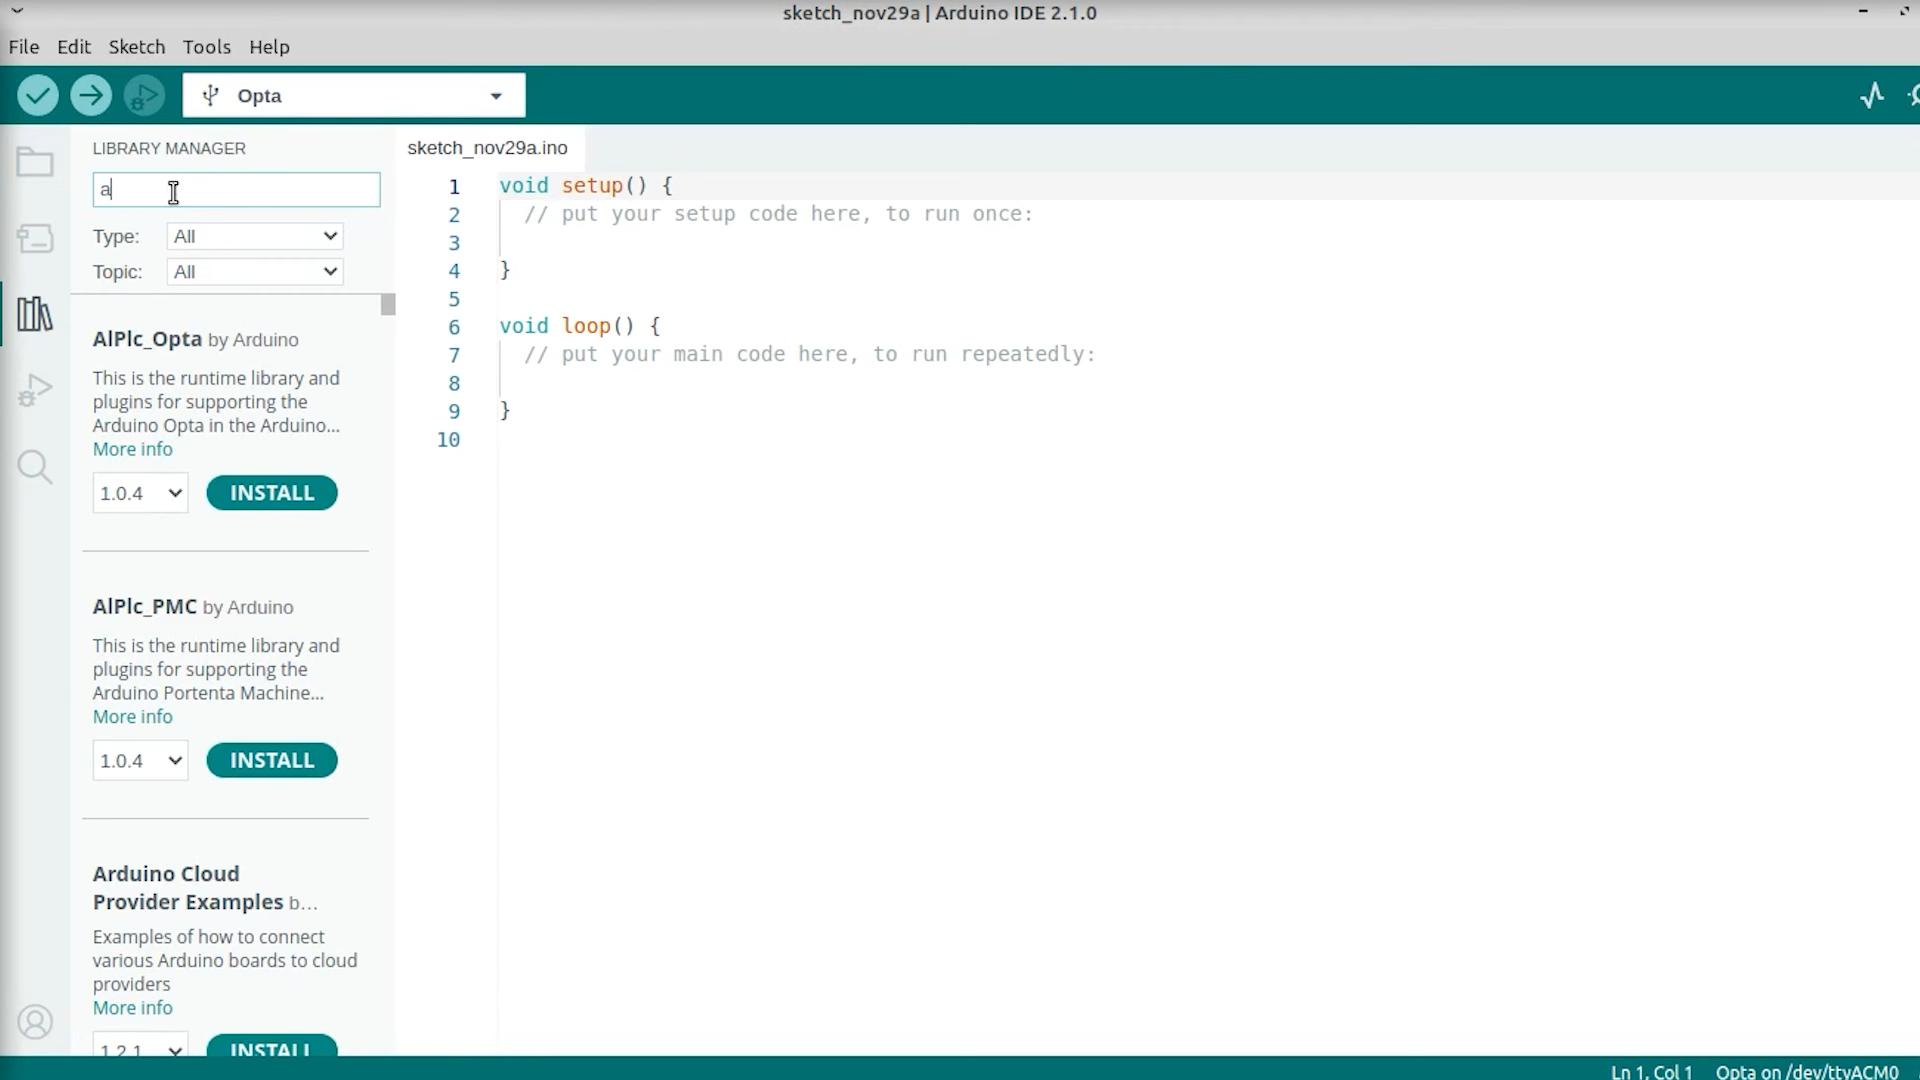 sketch_nov29a | Arduino IDE 2.1.0
File Edit Sketch Tools Help
Opta
LIBRARY MANAGER
a
Type: All
Topic: All
AlPlc_Opta by Arduino
This is the runtime library and
plugins for supporting the
Arduino Opta in the Arduino...
More info
1.0.4 INSTALL
AlPlc_PMC by Arduino
This is the runtime library and
plugins for supporting the
Arduino Portenta Machine...
More info
1.0.4 INSTALL
Arduino Cloud
Provider Examples b...
Examples of how to connect
various Arduino boards to cloud
providers
More info
1.2.1 INSTALL
sketch_nov29a.ino
1 void setup() {
2 // put your setup code here, to run once:
3
4 }
5
6 void loop() {
7 // put your main code here, to run repeatedly:
8
9 }
10
Ln 1, Col 1 Opta on /dev/ttyACM0